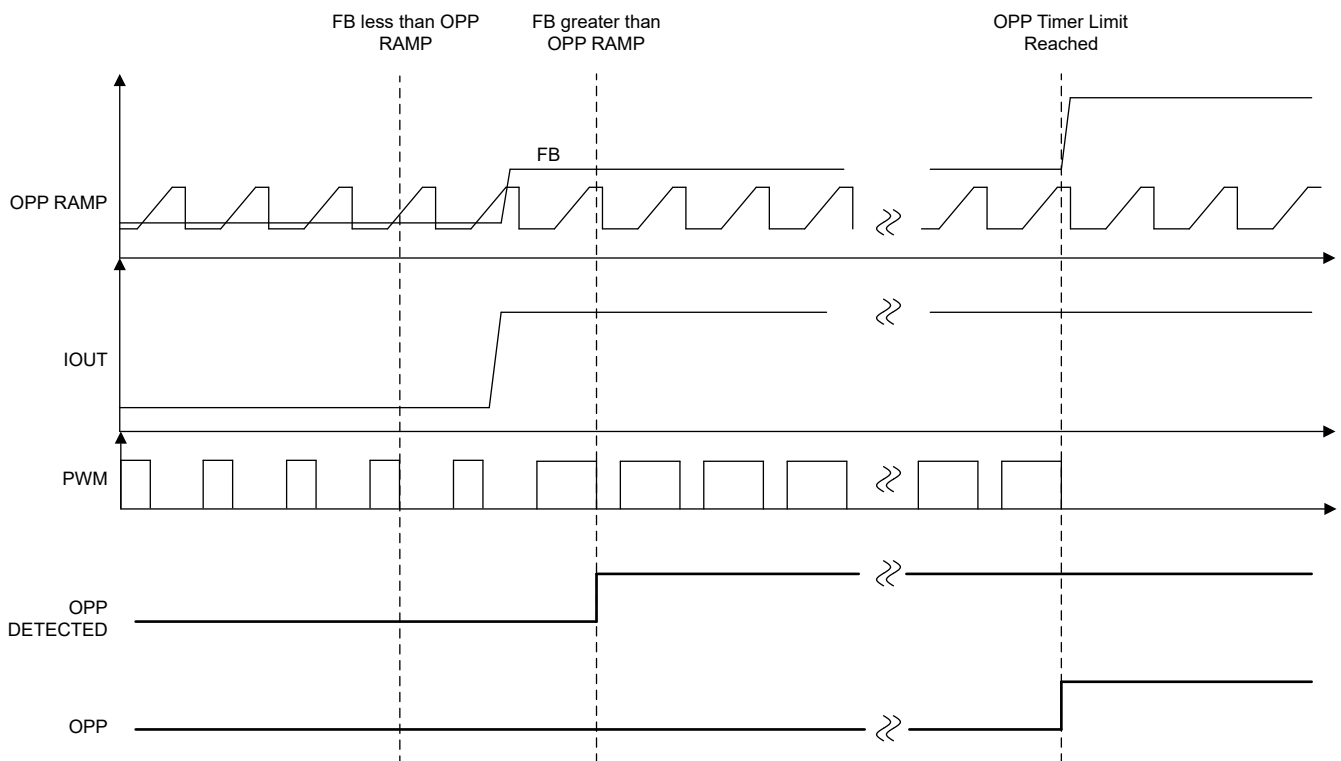 FB less than OPP
RAMP
FB greater than
OPP RAMP
OPP Timer Limit
Reached
FB
OPP RAMP
IOUT
PWM
OPP
DETECTED
OPP